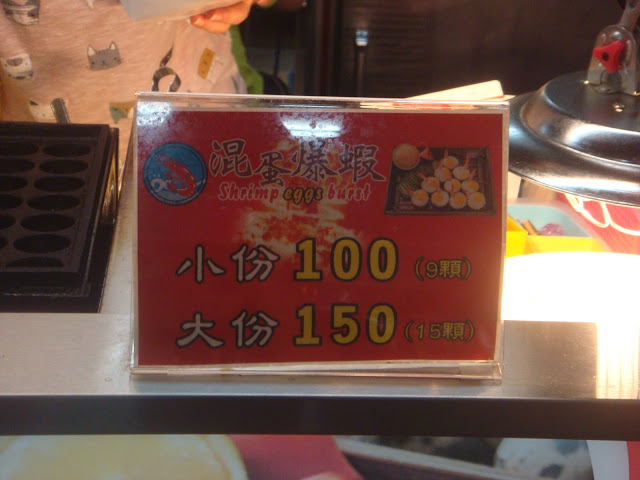 混蛋爆蝦
Shrimp eggs burst
小份 100 (9顆)
大份 150 (15顆)